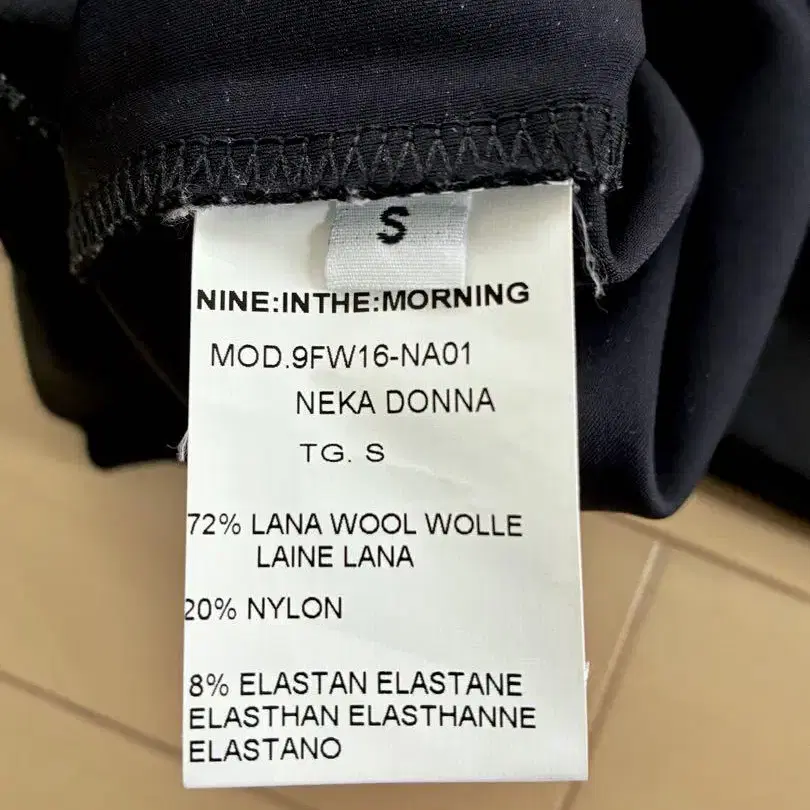 S
NINE:INTHE:MORNING
MOD.9FW16-NA01
NEKA DONNA
TG. S
72% LANA WOOL WOLLE
LAINE LANA
20% NYLON
8% ELASTAN ELASTANE
ELASTHAN ELASTHANNE
ELASTANO